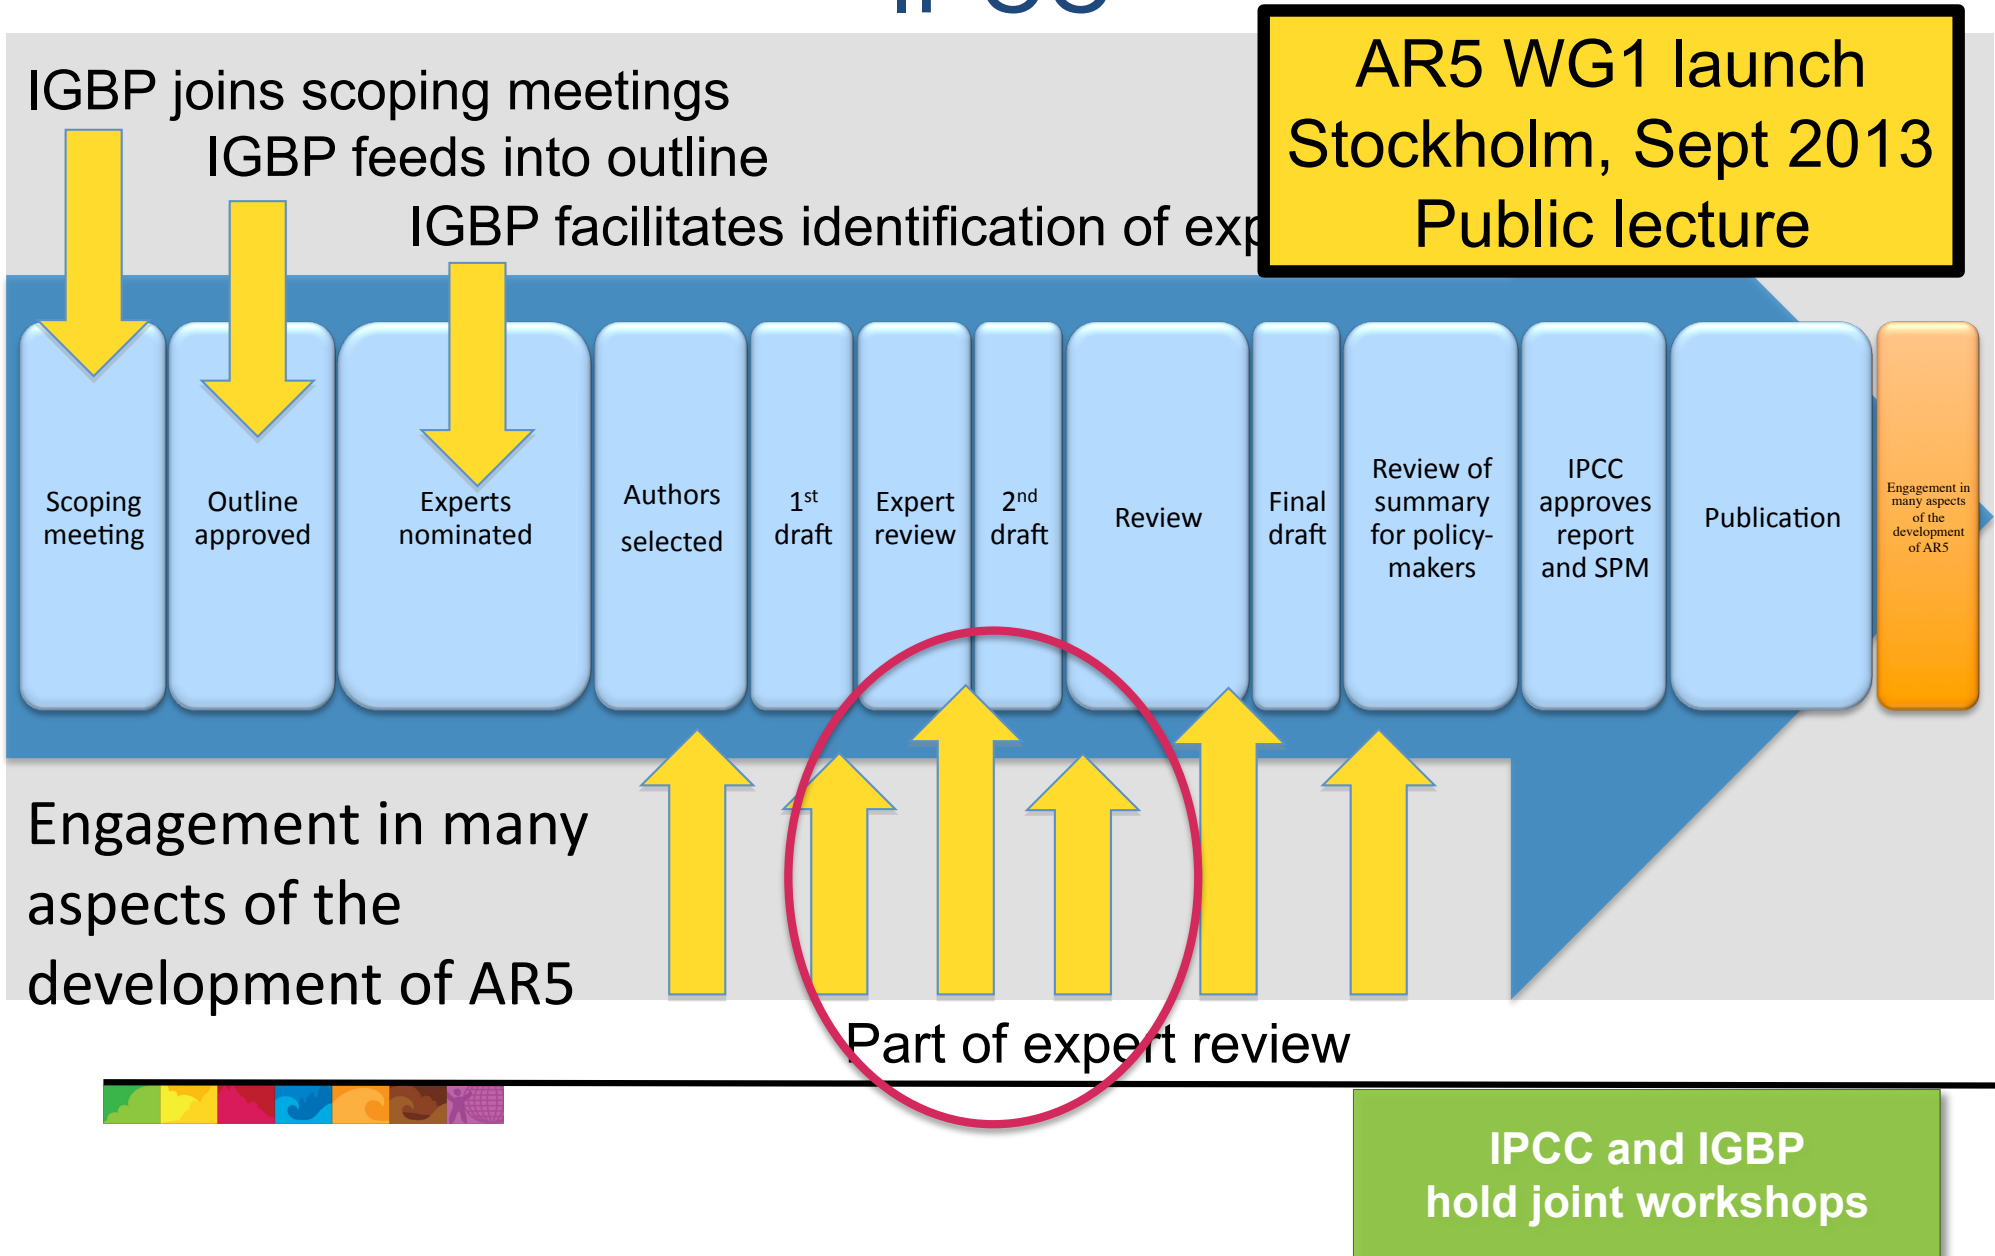 IPCC
IGBP joins scoping meetings
IGBP feeds into outline
IGBP facilitates identification of exp
AR5 WG1 launch
Stockholm, Sept 2013
Public lecture
Scoping
meeting
Outline
approved
Experts
nominated
Authors
selected
1st
draft
Expert
review
2nd
draft
Review
Final
draft
Review of
summary
for policy-
makers
IPCC
approves
report
and SPM
Publication
Engagement in
many aspects
of the
development
of AR5
Engagement in many
aspects of the
development of AR5
Part of expert review
IPCC and IGBP
hold joint workshops